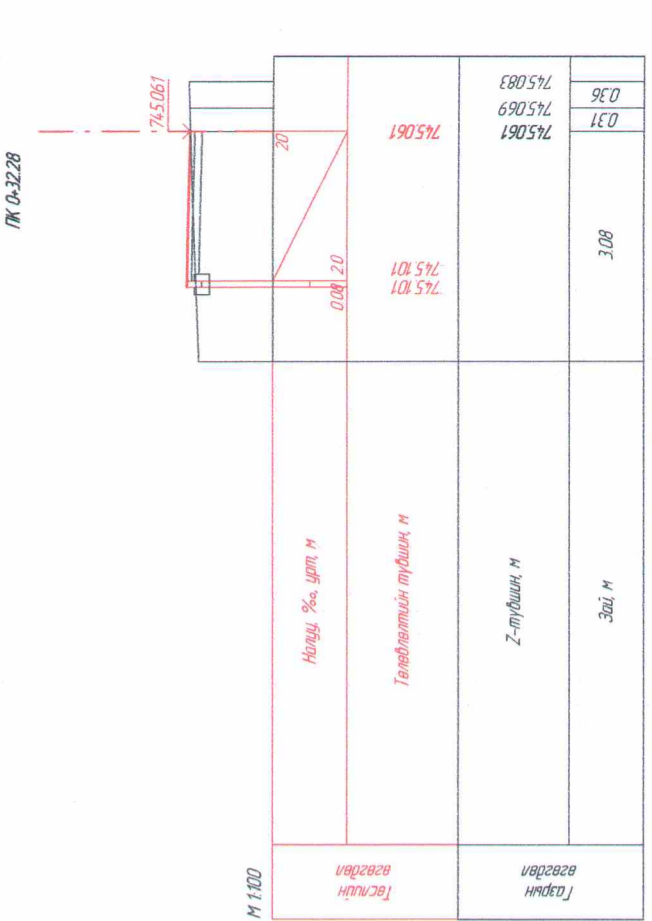 ПК 0+32.28
745.061
М 1:100
Төслийн
өгөгдөл
Налуу, ‰, урт, м
0.08 2.0
20
Төлөвлөлтийн түвшин, м
745.101
745.101
745.061
Газрын
өгөгдөл
Z-түвшин, м
745.061
745.069
745.083
Зай, м
3.08
0.31
0.36